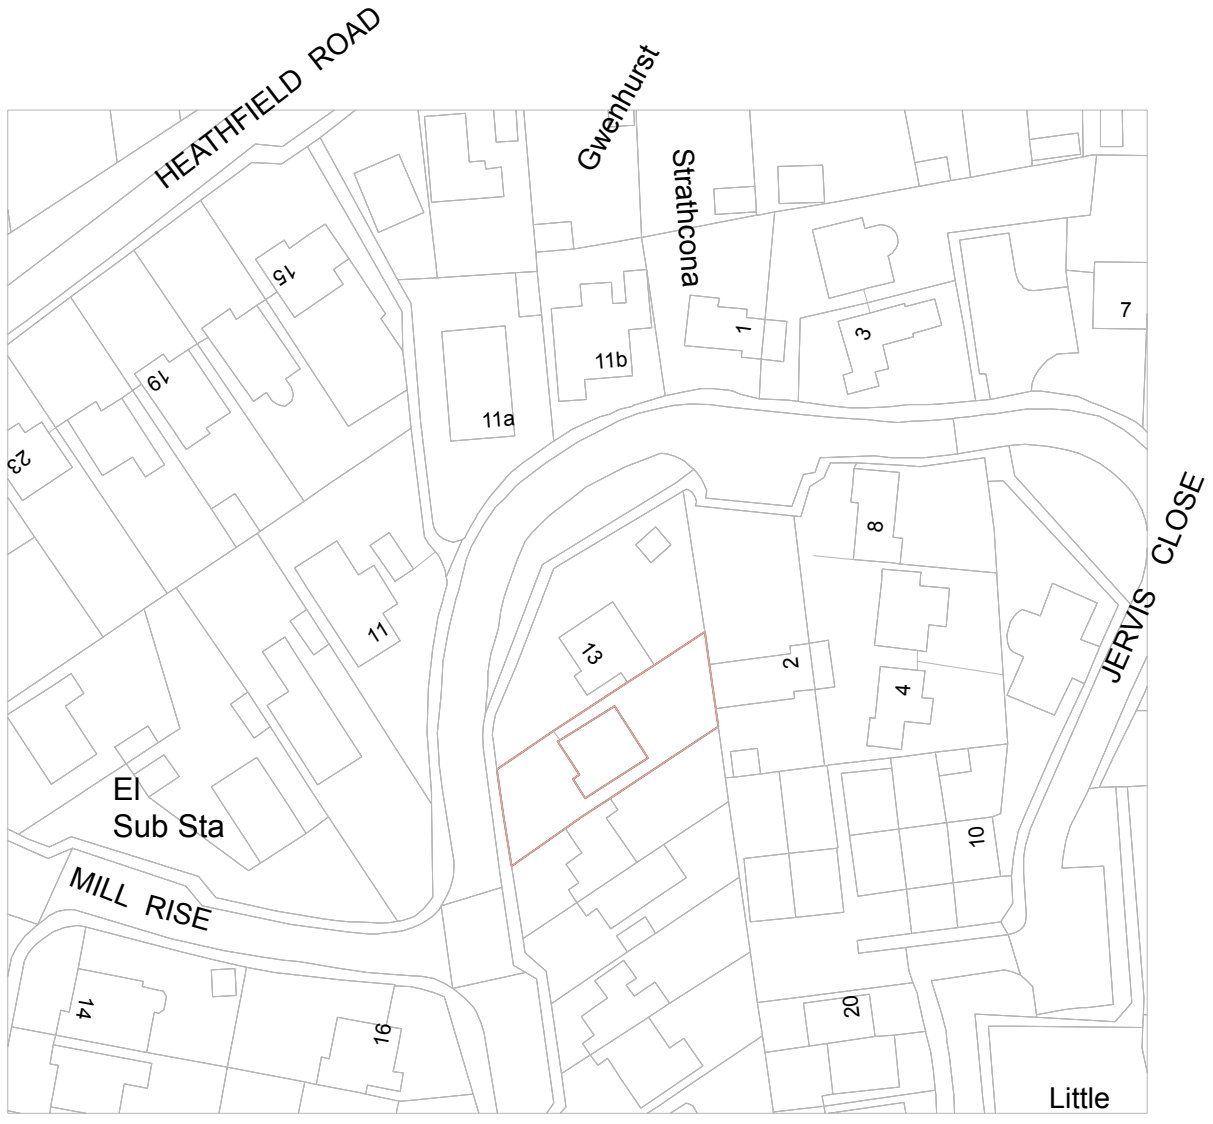 HEATHFIELD ROAD
Gwenhurst
Strathcona
15
7
1
3
11b
19
11a
23
8
JERVIS CLOSE
11
13
2
4
El
Sub Sta
10
MILL RISE
14
16
20
Little